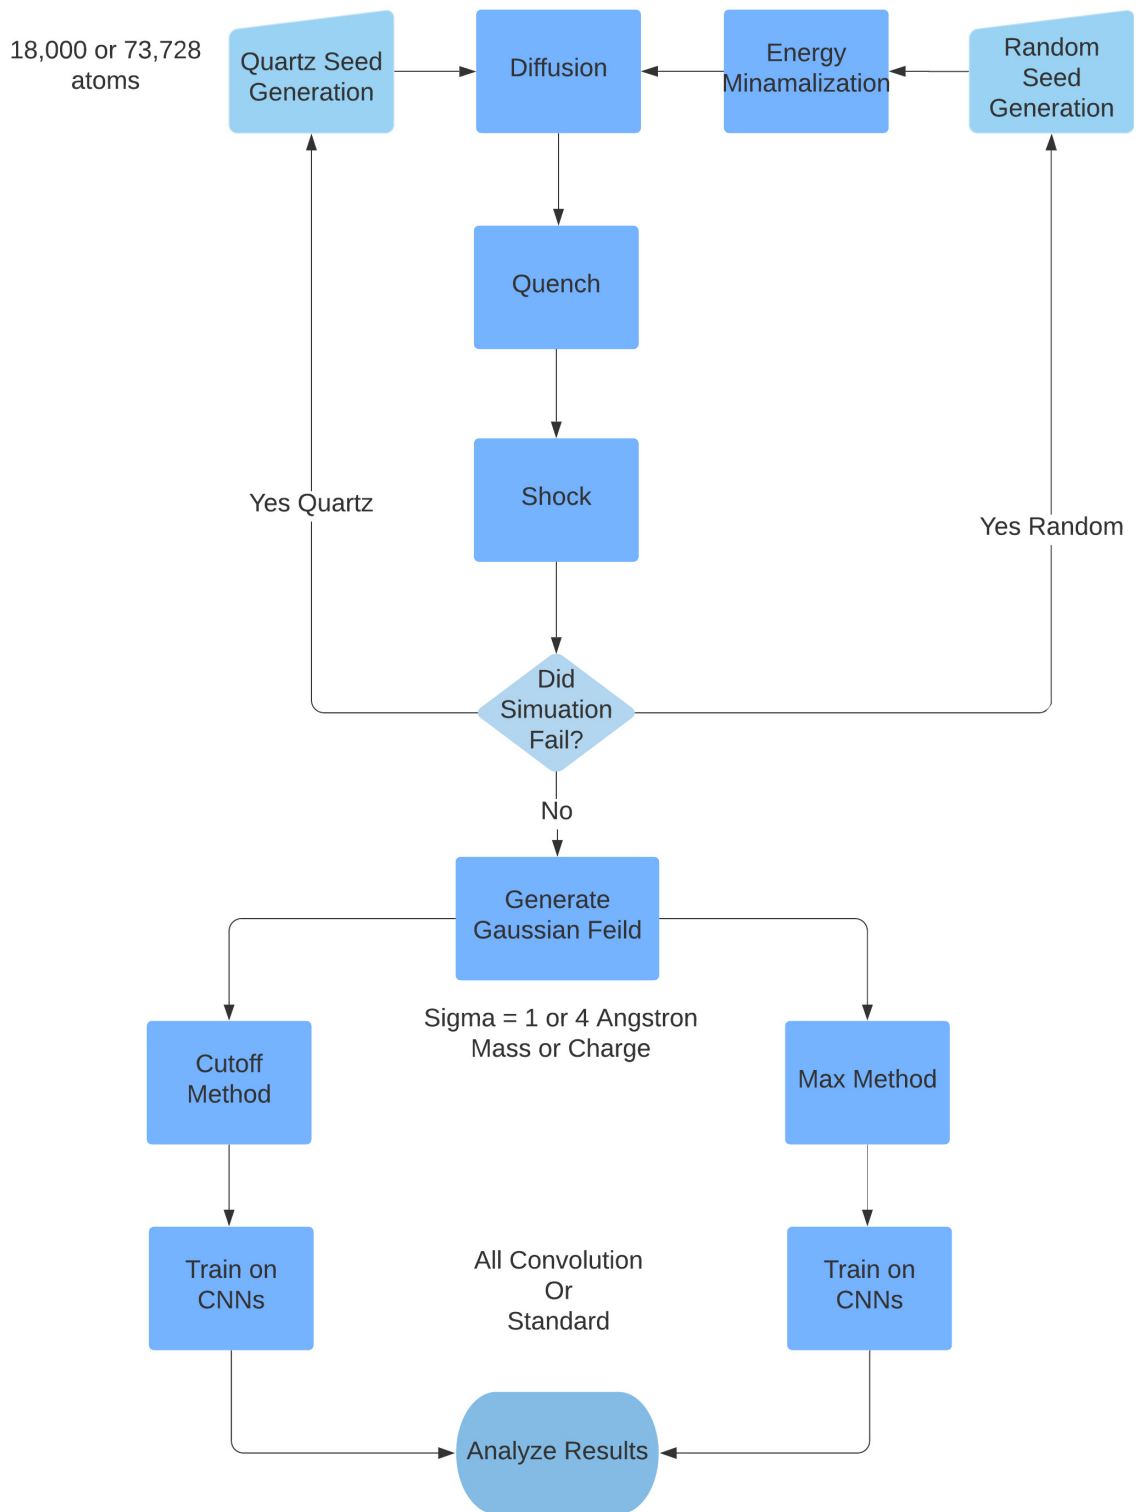 18,000 or 73,728
atoms
Quartz Seed
Generation
Diffusion
Energy
Minamalization
Random
Seed
Generation
Quench
Shock
Yes Quartz
Yes Random
Did
Simuation
Fail?
No
Generate
Gaussian Feild
Sigma = 1 or 4 Angstron
Mass or Charge
Cutoff
Method
Max Method
Train on
CNNs
All Convolution
Or
Standard
Train on
CNNs
Analyze Results